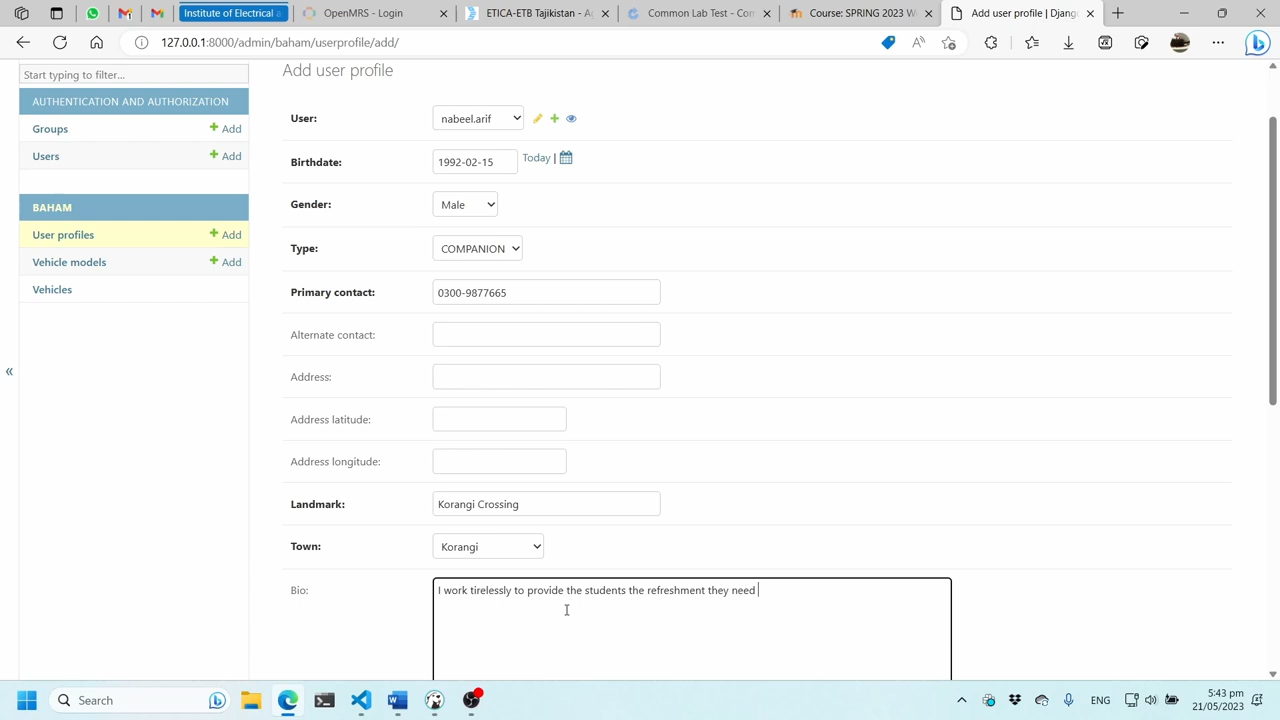 Institute of Electrical a
OpenMRS - Login
ETICE-ETB Tajikistan - A
Comm Lab Test - Com
Course: SPRING
Add user profile | Djang
127.0.0.1:8000/admin/baham/userprofile/add/
Start typing to filter...
Add user profile
AUTHENTICATION AND AUTHORIZATION
Groups Add
Users Add
BAHAM
User profiles Add
Vehicle models Add
Vehicles
«
User: nabeel.arif
Birthdate: 1992-02-15 Today |
Gender: Male
Type: COMPANION
Primary contact: 0300-9877665
Alternate contact:
Address:
Address latitude:
Address longitude:
Landmark: Korangi Crossing
Town: Korangi
Bio: I work tirelessly to provide the students the refreshment they need
Search
ENG
5:43 pm
21/05/2023